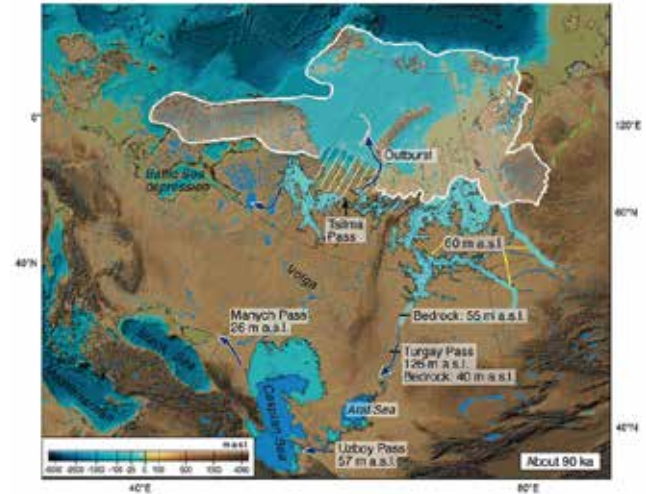 0°
120°E
Outburst
Baltic Sea
depression
Tsilma
Pass
60°N
60 m a.s.l.
40°N
Volga
Manych Pass
26 m a.s.l.
Bedrock: 55 m a.s.l.
Turgay Pass
126 m a.s.l.
Bedrock: 40 m a.s.l.
Caspian Sea
Aral Sea
40°N
Uzboy Pass
57 m a.s.l.
m a.s.l.
About 90 ka
40°E
80°E